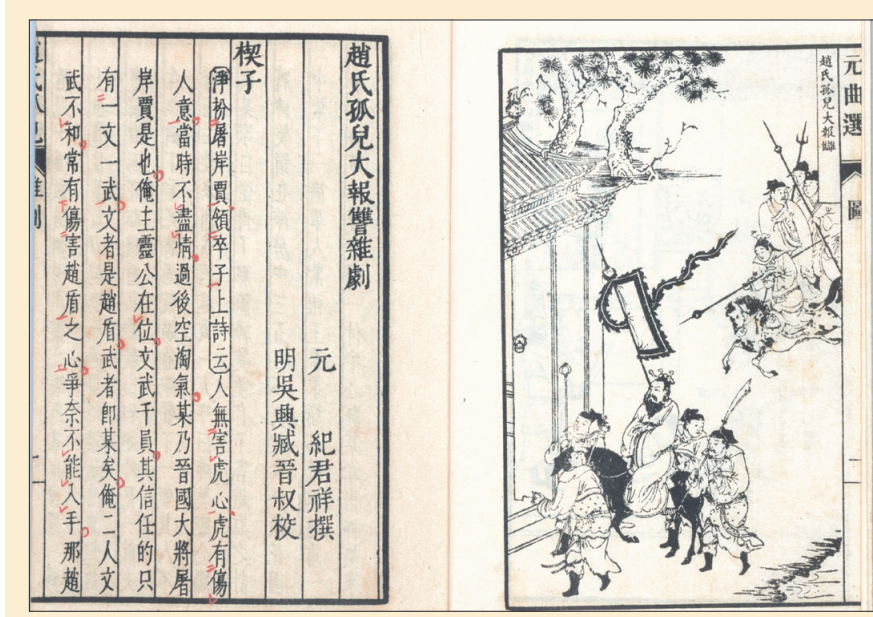 元曲選 圖 一
趙氏孤兒大報讎
趙氏孤兒大報讐雜劇
元 紀君祥撰
明吳興臧晉叔校
楔子
淨扮屠岸賈領卒子上詩云人無害虎心虎有傷
人意當時不盡情過後空淘氣某乃晉國大將屠
岸賈是也俺主靈公在位文武千員其信任的只
有一文一武文者是趙盾武者卽某矣俺二人文
武不和常有傷害趙盾之心爭奈不能入手那趙